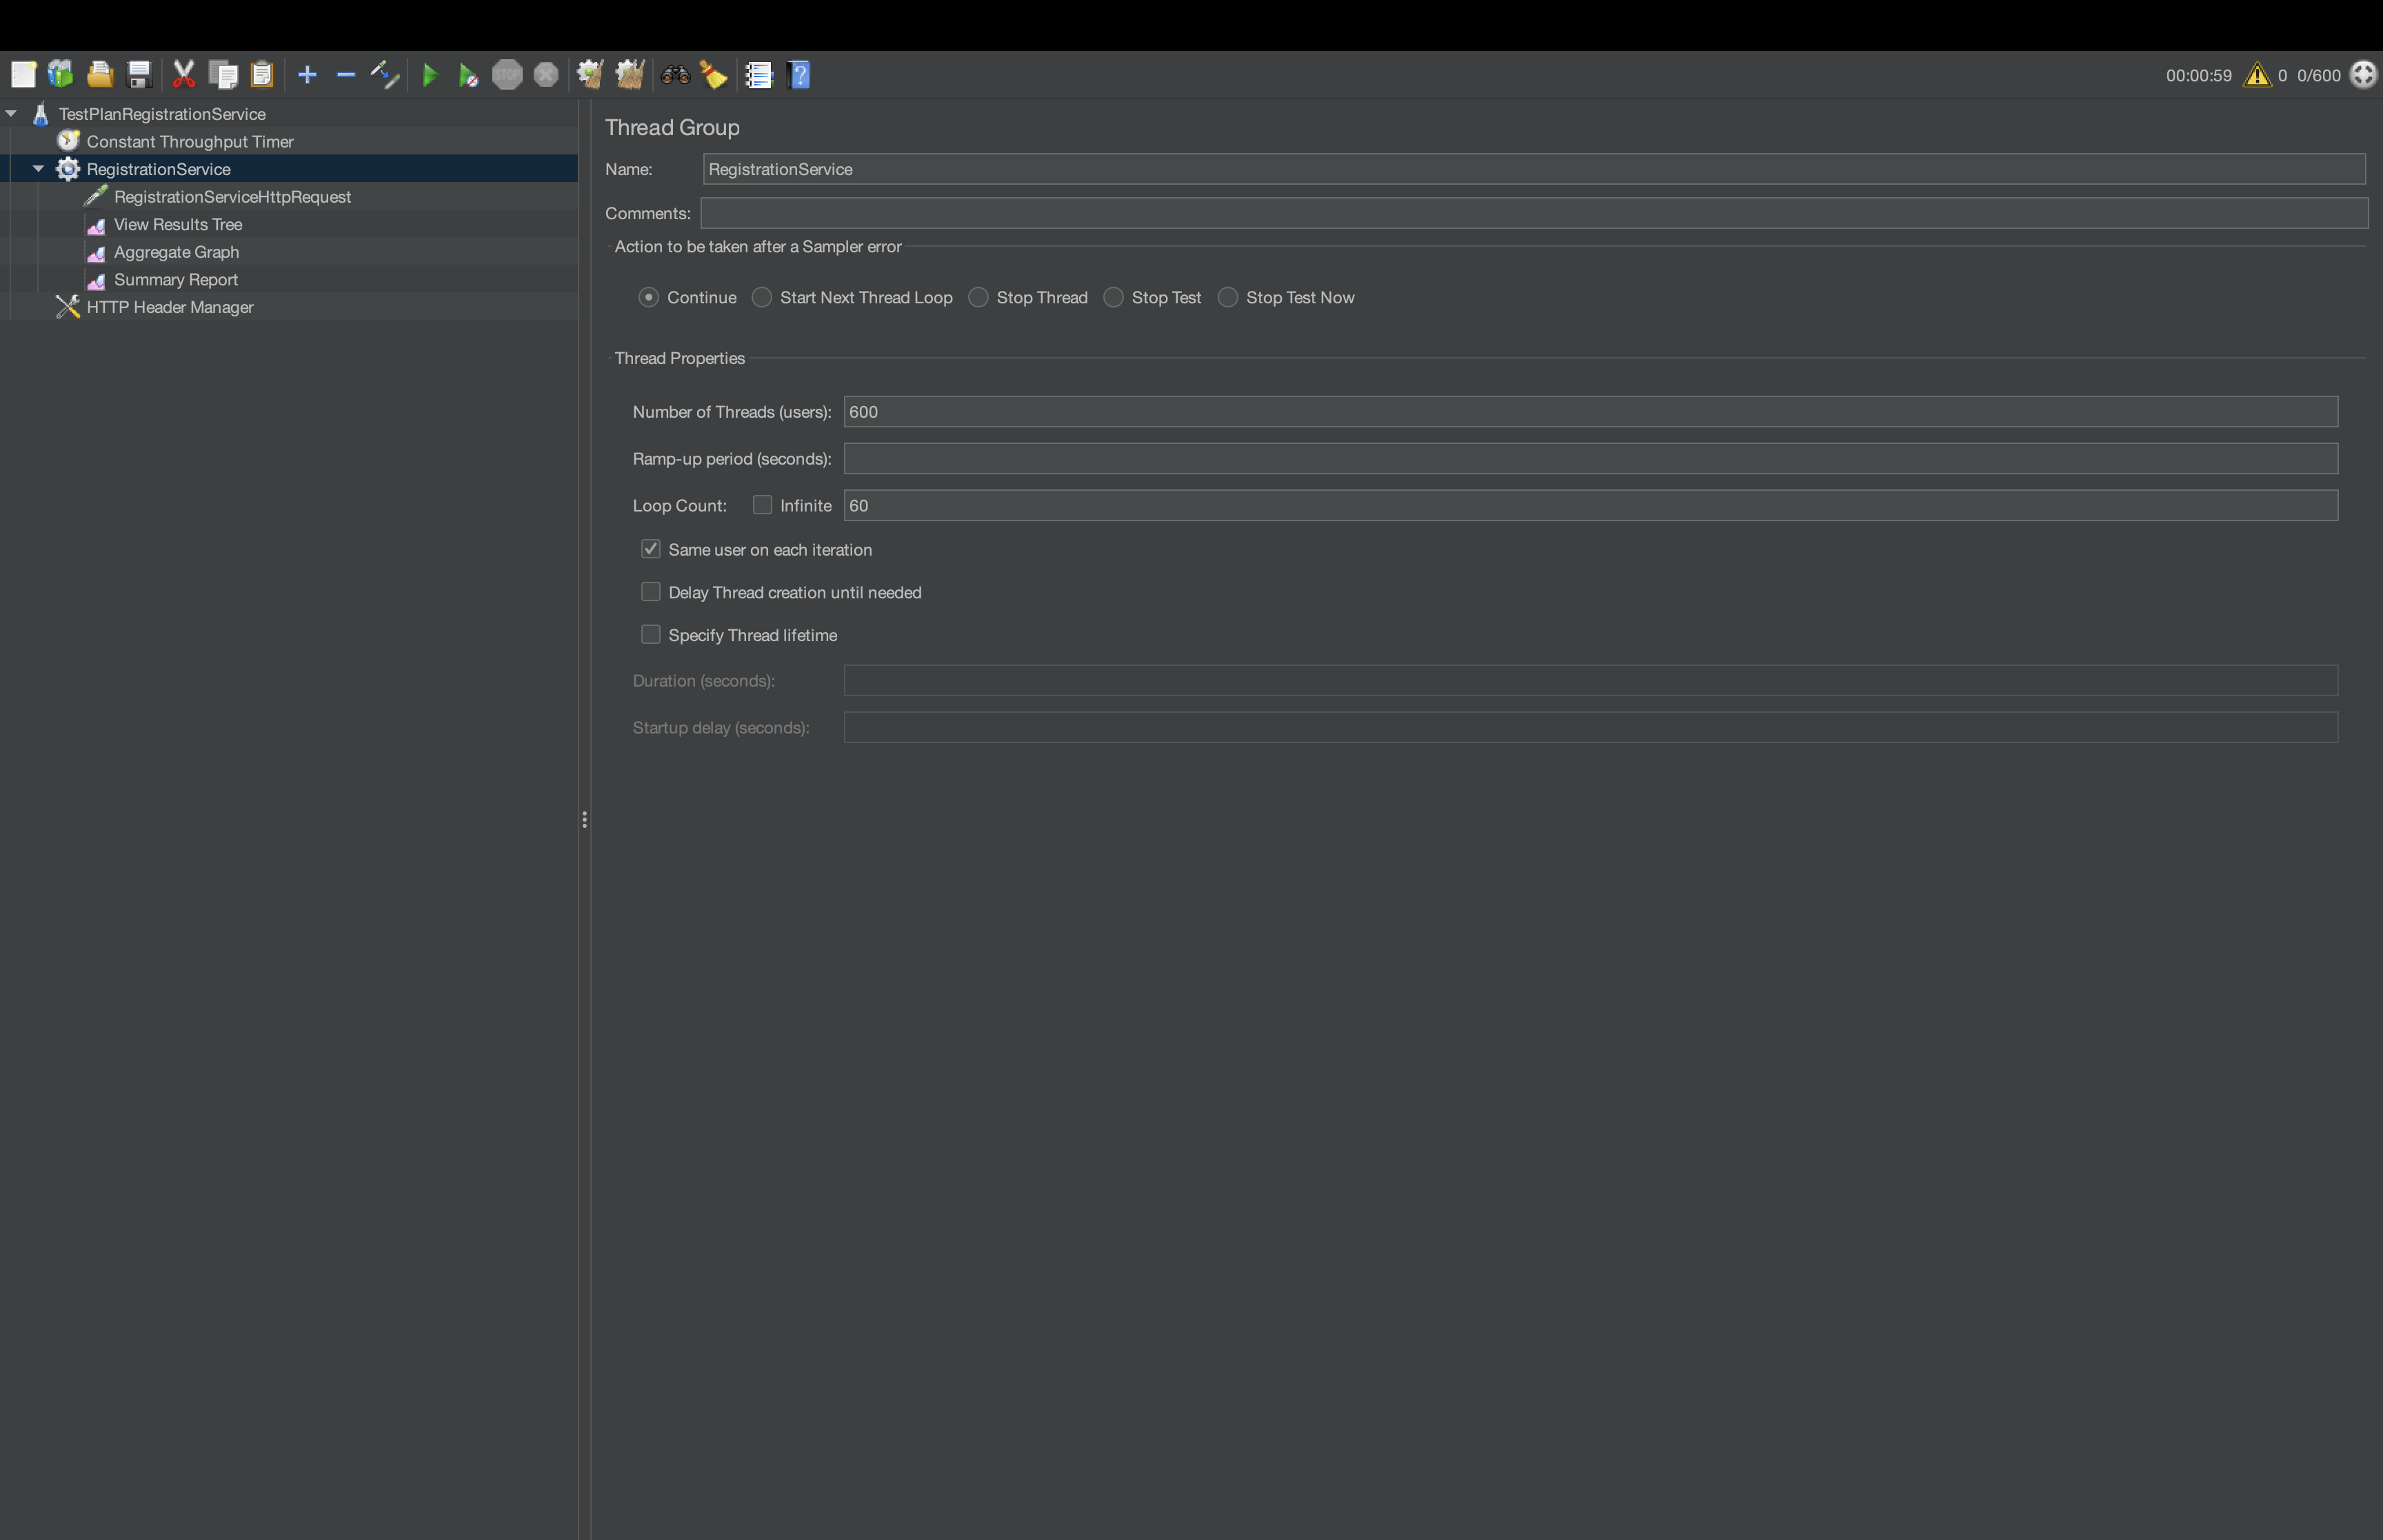 STOP
?
00:00:59 0 0/600
TestPlanRegistrationService
Constant Throughput Timer
RegistrationService
RegistrationServiceHttpRequest
View Results Tree
Aggregate Graph
Summary Report
HTTP Header Manager
Thread Group
Name: RegistrationService
Comments:
Action to be taken after a Sampler error
Continue Start Next Thread Loop Stop Thread Stop Test Stop Test Now
Thread Properties
Number of Threads (users): 600
Ramp-up period (seconds):
Loop Count: Infinite 60
Same user on each iteration
Delay Thread creation until needed
Specify Thread lifetime
Duration (seconds):
Startup delay (seconds):